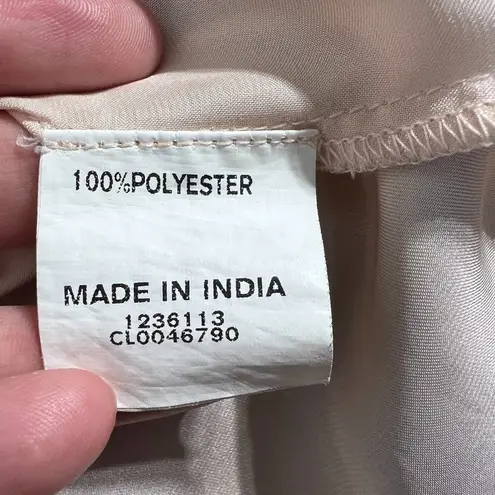 100%POLYESTER
MADE IN INDIA
1236113
CL0046790